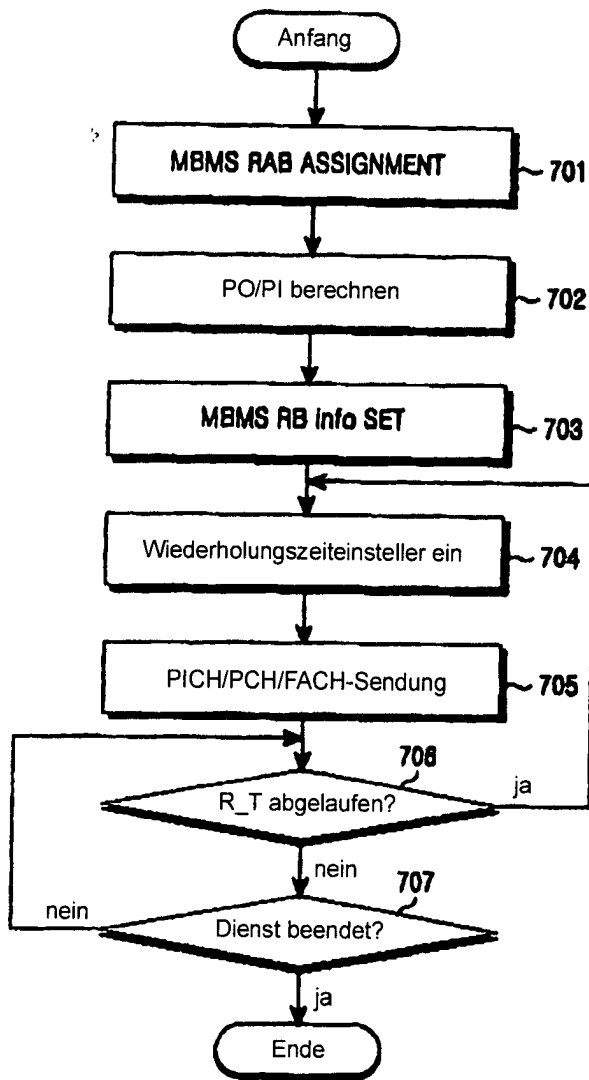 Anfang
MBMS RAB ASSIGNMENT
701
PO/PI berechnen
702
MBMS RB info SET
703
Wiederholungszeiteinsteller ein
704
PICH/PCH/FACH-Sendung
705
706
R_T abgelaufen?
ja
nein
707
nein
Dienst beendet?
ja
Ende